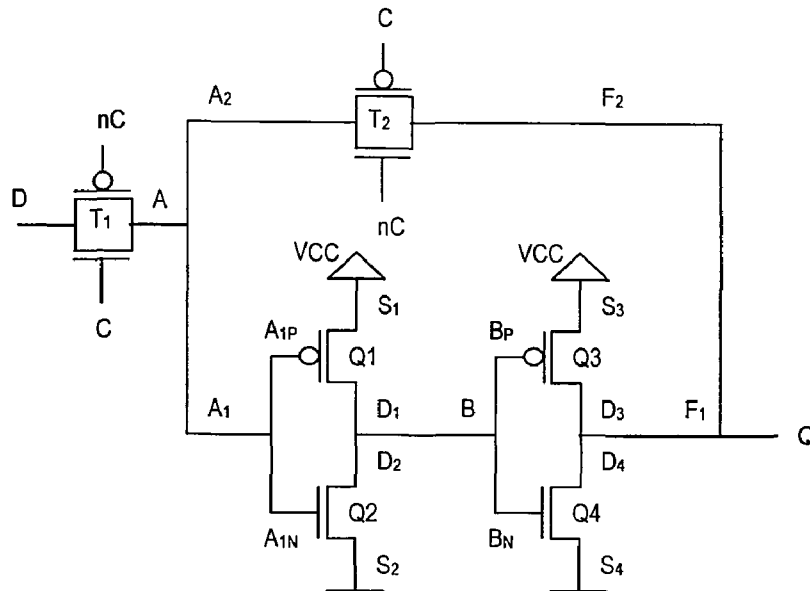 C
A2
T2
F2
nC
D
T1
A
nC
C
VCC
VCC
S1
S3
A1P
Q1
BP
Q3
A1
D1
B
D3
F1
Q
D2
D4
Q2
Q4
A1N
BN
S2
S4